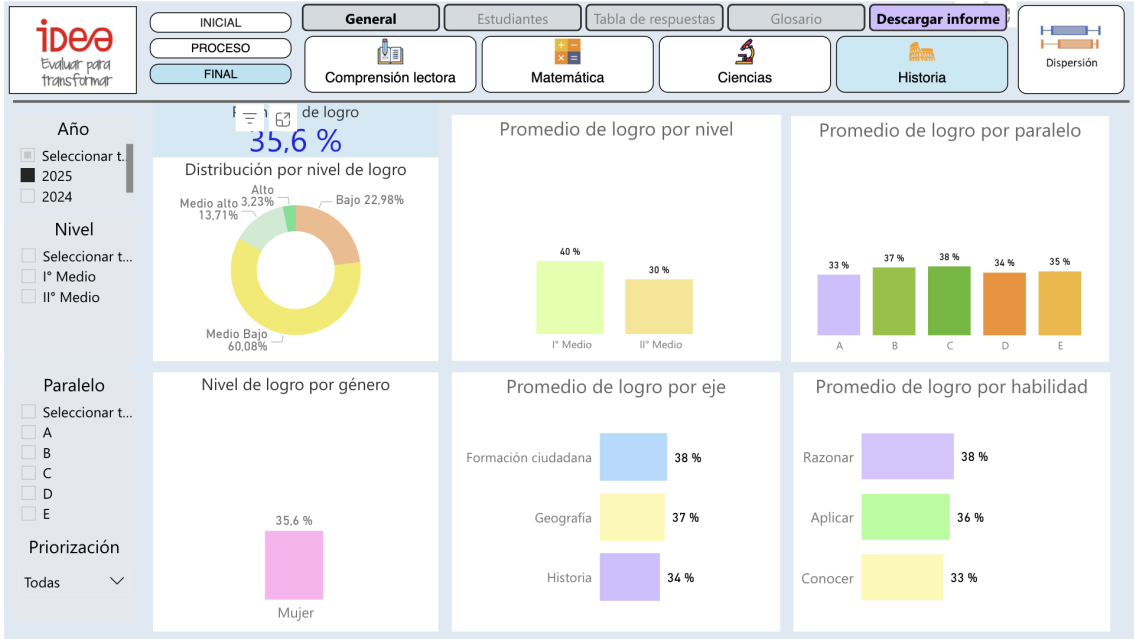 idea
Evaluar para
transformar
INICIAL
PROCESO
FINAL
General
Estudiantes
Tabla de respuestas
Glosario
Descargar informe
Comprensión lectora
Matemática
Ciencias
Historia
Dispersión
Año
Seleccionar t...
2025
2024
Nivel
Seleccionar t...
I° Medio
II° Medio
Paralelo
Seleccionar t...
A
B
C
D
E
Priorización
Todas
de logro
35,6 %
Distribución por nivel de logro
Alto
3,23%
Medio alto
13,71%
Bajo 22,98%
Medio Bajo
60,08%
Promedio de logro por nivel
40 %
30 %
I° Medio
II° Medio
Promedio de logro por paralelo
33 %
37 %
38 %
34 %
35 %
A
B
C
D
E
Nivel de logro por género
35,6 %
Mujer
Promedio de logro por eje
Formación ciudadana 38 %
Geografía 37 %
Historia 34 %
Promedio de logro por habilidad
Razonar 38 %
Aplicar 36 %
Conocer 33 %